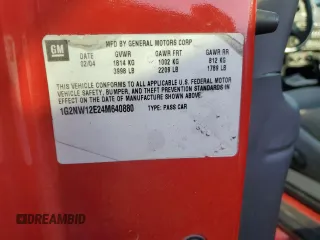 GM
MFD BY GENERAL MOTORS CORP
DATE GVWR GAWR FRT GAWR RR
02/04 1814 KG 1002 KG 812 KG
3998 LB 2208 LB 1789 LB
THIS VEHICLE CONFORMS TO ALL APPLICABLE U.S. FEDERAL MOTOR
VEHICLE SAFETY, BUMPER, AND THEFT PREVENTION STANDARDS IN
EFFECT ON THE DATE OF MANUFACTURE SHOWN ABOVE.
1G2NW12E24M640880 TYPE: PASS CAR
DREAMBID